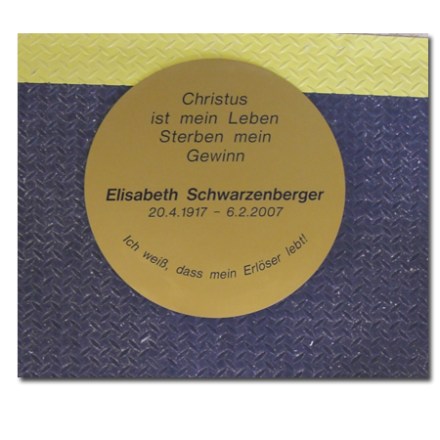 Christus
ist mein Leben
Sterben mein
Gewinn
Elisabeth Schwarzenberger
20.4.1917 - 6.2.2007
Ich weiß, dass mein Erlöser lebt!